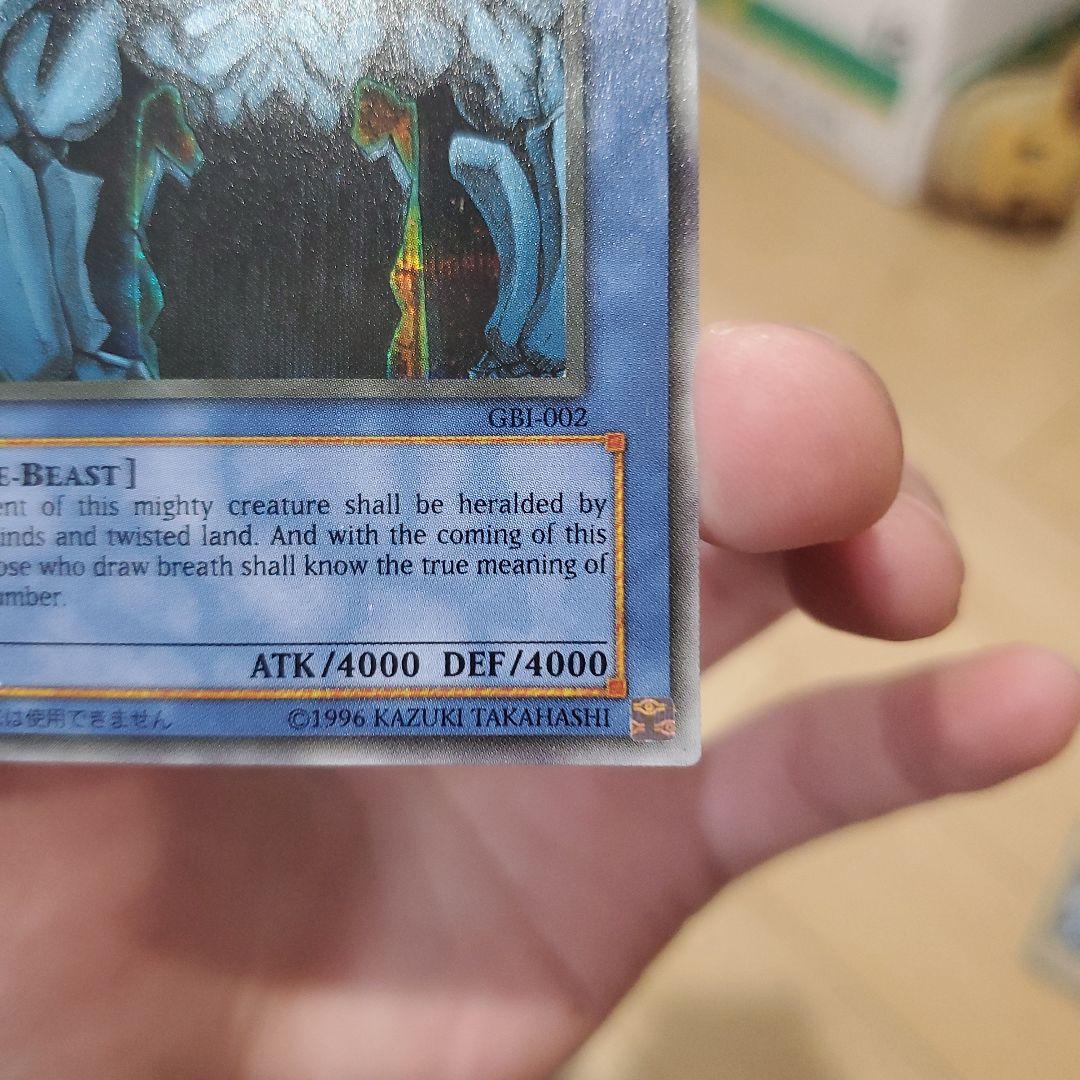 GBI-002
E-BEAST]
ent of this mighty creature shall be heralded by
inds and twisted land. And with the coming of this
ose who draw breath shall know the true meaning of
umber.
ATK/4000 DEF/4000
は使用できません
©1996 KAZUKI TAKAHASHI